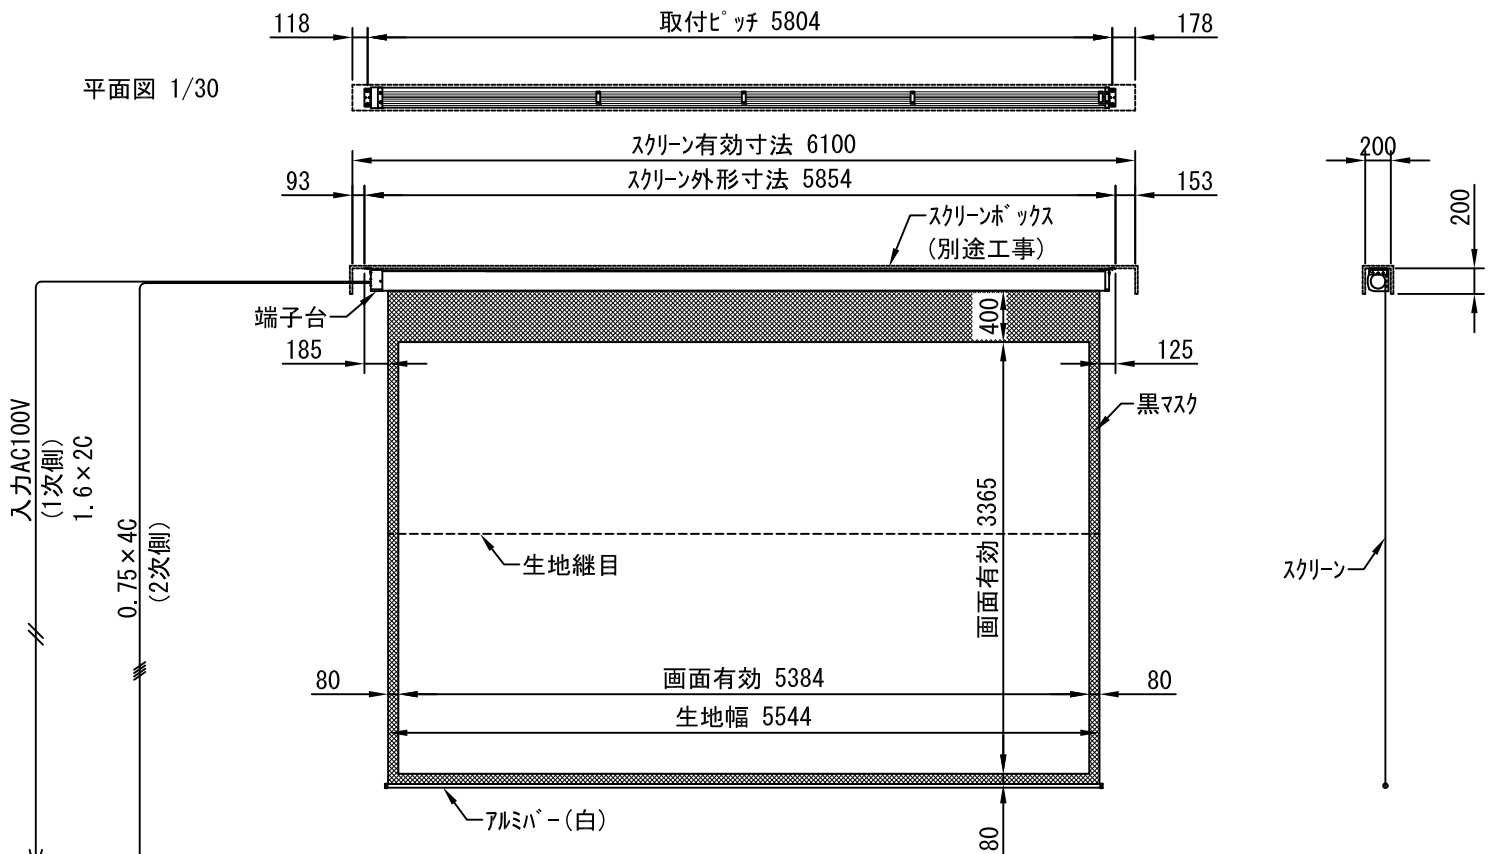 118
取付ﾋﾟｯﾁ 5804
178
平面図 1/30
ｽｸﾘｰﾝ有効寸法 6100
93
ｽｸﾘｰﾝ外形寸法 5854
153
200
200
ｽｸﾘｰﾝﾎﾞｯｸｽ
(別途工事)
端子台
400
185
125
黒ﾏｽｸ
入力AC100V
(1次側)
1.6×2C
0.75×4C
(2次側)
画面有効 3365
生地継目
ｽｸﾘｰﾝ
80
画面有効 5384
80
生地幅 5544
ｱﾙﾐﾊﾞｰ(白)
80